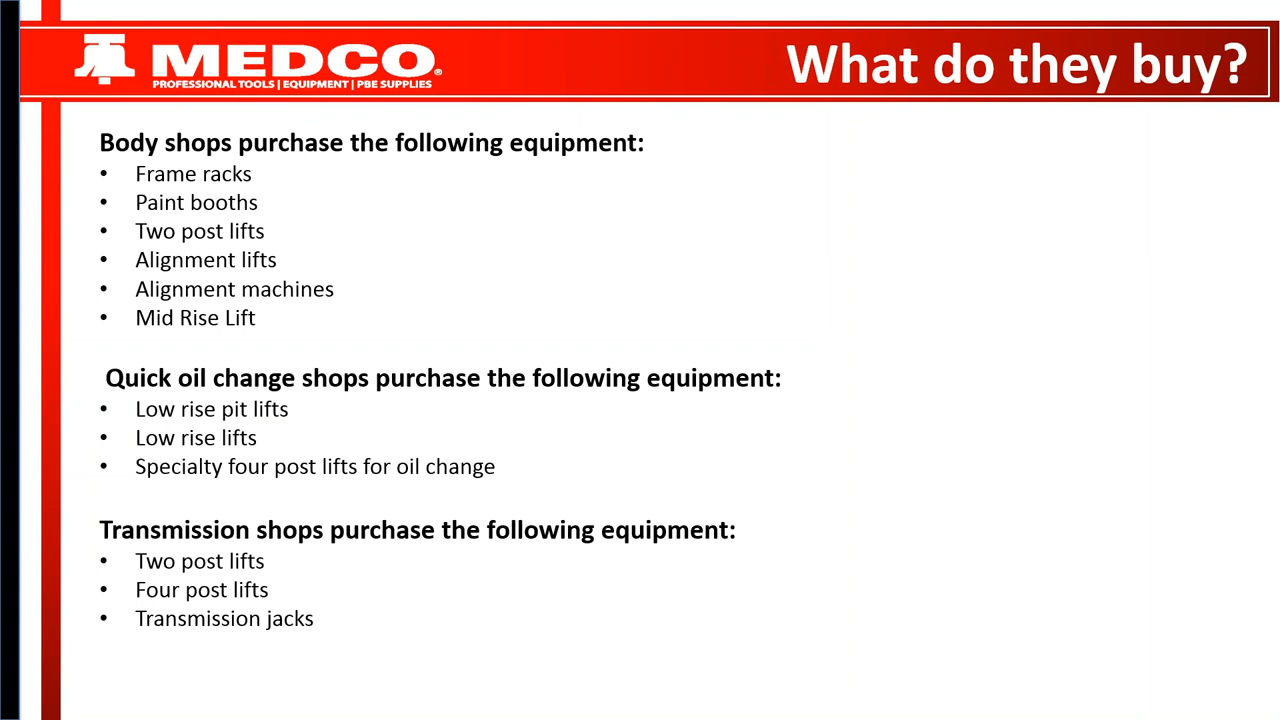 MEDCO®
PROFESSIONAL TOOLS | EQUIPMENT | PBE SUPPLIES
What do they buy?
Body shops purchase the following equipment:
• Frame racks
• Paint booths
• Two post lifts
• Alignment lifts
• Alignment machines
• Mid Rise Lift
Quick oil change shops purchase the following equipment:
• Low rise pit lifts
• Low rise lifts
• Specialty four post lifts for oil change
Transmission shops purchase the following equipment:
• Two post lifts
• Four post lifts
• Transmission jacks